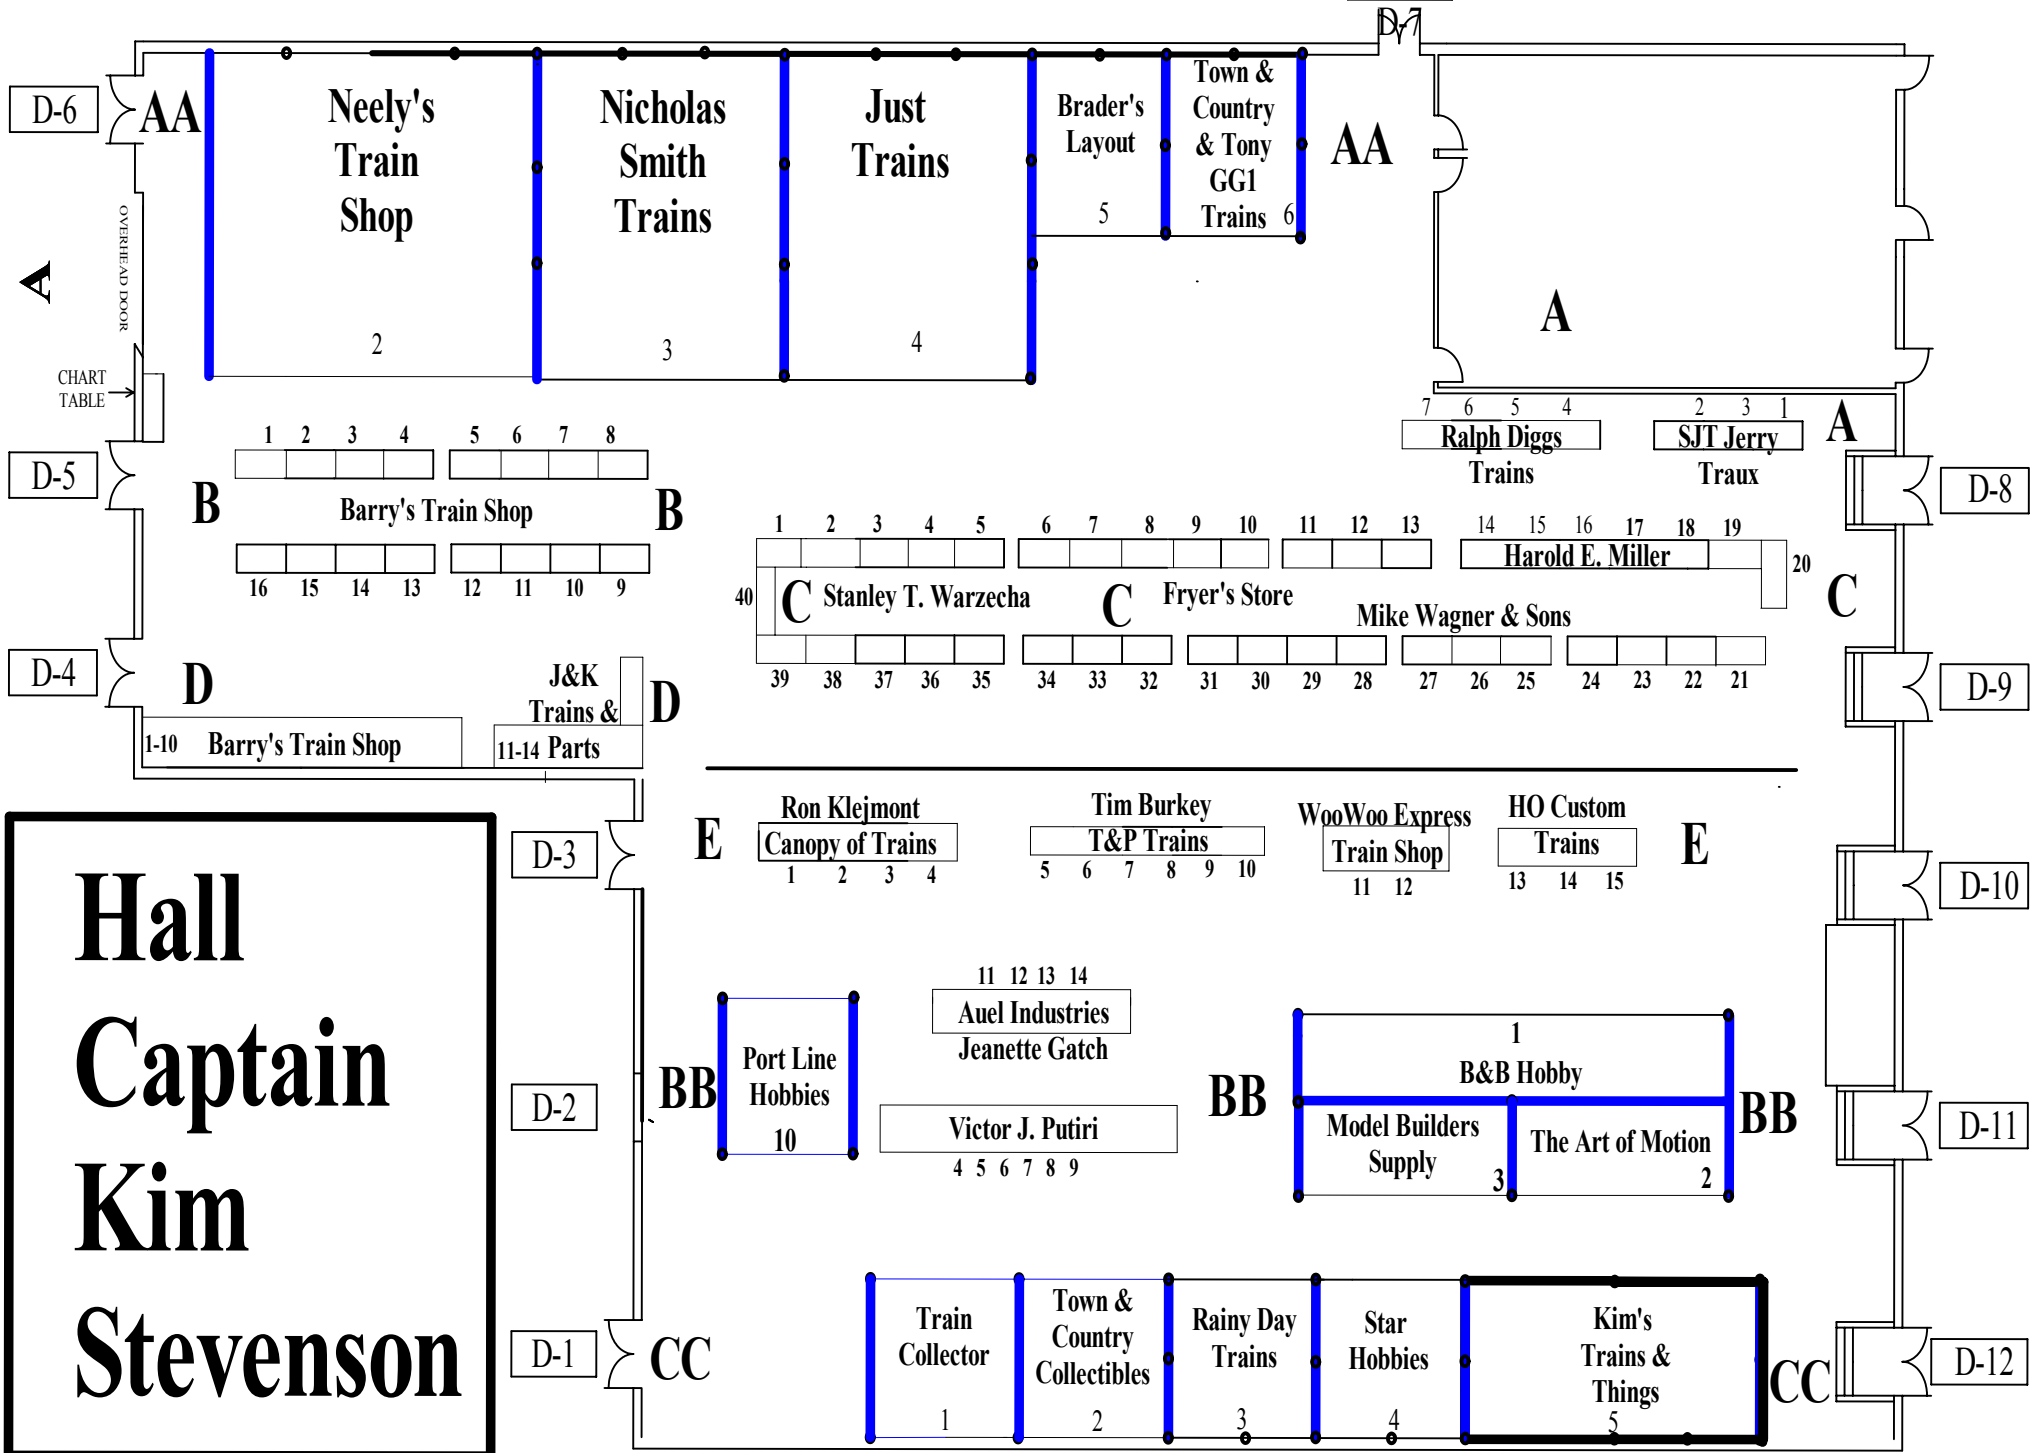 D-7
D-6
AA
Neely's
Train
Shop
2
Nicholas
Smith
Trains
3
Just
Trains
4
Brader's
Layout
5
Town &
Country
& Tony
GG1
Trains
6
AA
A
OVERHEAD DOOR
A
CHART
TABLE
7 6 5 4
Ralph Diggs
Trains
2 3 1
SJT Jerry
Traux
A
D-5
B
1 2 3 4 5 6 7 8
Barry's Train Shop
B
16 15 14 13 12 11 10 9
D-8
1 2 3 4 5 6 7 8 9 10 11 12 13 14 15 16 17 18 19
Harold E. Miller
20
40
C
Stanley T. Warzecha
C
Fryer's Store
Mike Wagner & Sons
C
39 38 37 36 35 34 33 32 31 30 29 28 27 26 25 24 23 22 21
D-4
D
1-10 Barry's Train Shop
J&K
Trains &
11-14 Parts
D
D-9
D-3
E
Ron Klejmont
Canopy of Trains
1 2 3 4
Tim Burkey
T&P Trains
5 6 7 8 9 10
WooWoo Express
Train Shop
11 12
HO Custom
Trains
13 14 15
E
D-10
Hall
Captain
Kim
Stevenson
D-2
BB
Port Line
Hobbies
10
11 12 13 14
Auel Industries
Jeanette Gatch
Victor J. Putiri
4 5 6 7 8 9
BB
1
B&B Hobby
Model Builders
Supply
3
The Art of Motion
2
BB
D-11
D-1
CC
Train
Collector
1
Town &
Country
Collectibles
2
Rainy Day
Trains
3
Star
Hobbies
4
Kim's
Trains &
Things
5
CC
D-12